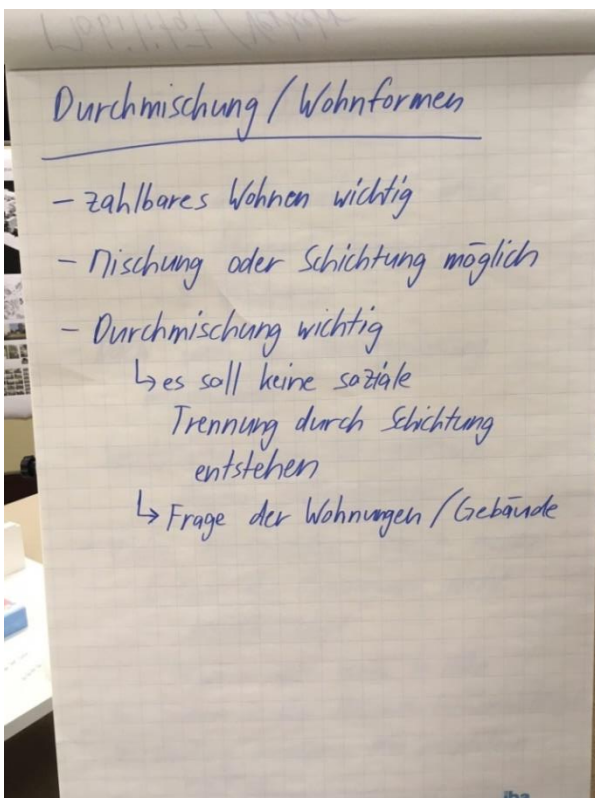 Durchmischung / Wohnformen
- zahlbares Wohnen wichtig
- Mischung oder Schichtung möglich
- Durchmischung wichtig
↳ es soll keine soziale
Trennung durch Schichtung
entstehen
↳ Frage der Wohnungen / Gebäude
iba